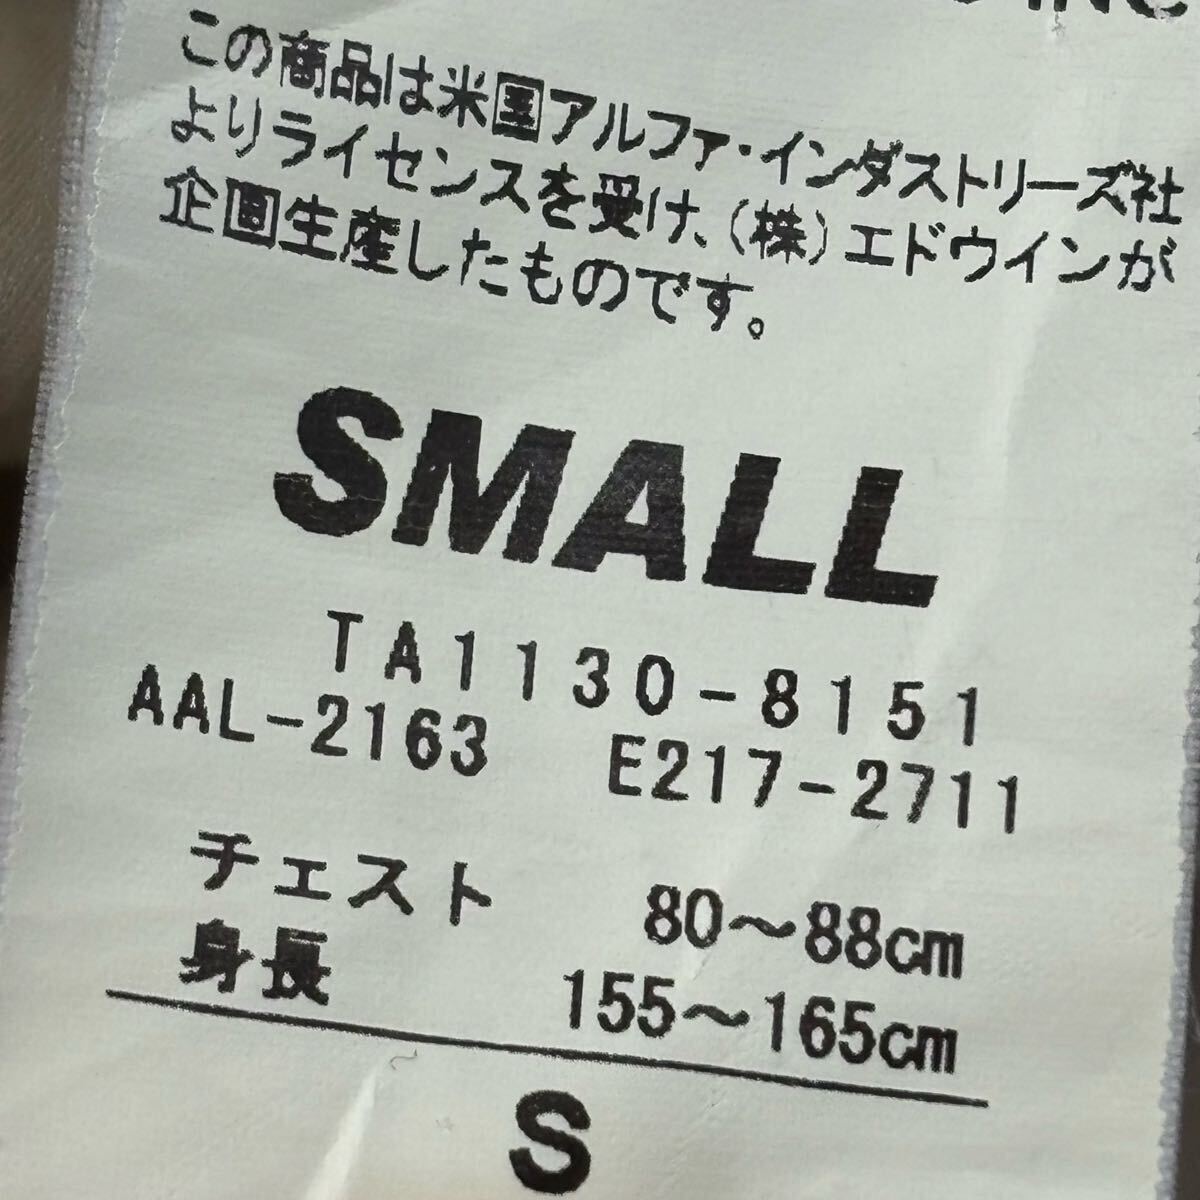 INC
この商品は米国アルファ・インダストリーズ社
よりライセンスを受け、(株)エドウインが
企画生産したものです。
SMALL
TA1130-8151
AAL-2163 E217-2711
チェスト 80～88cm
身長 155～165cm
S